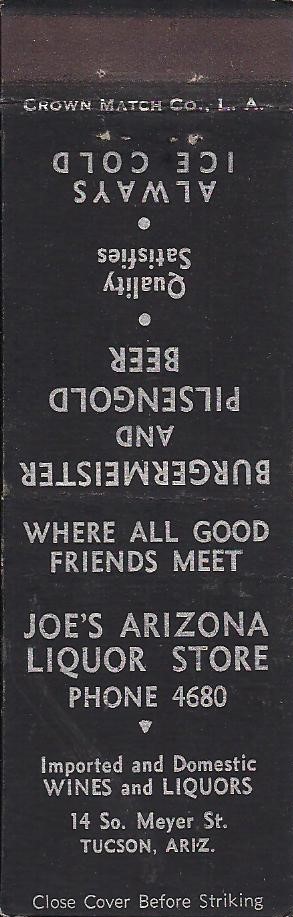 CROWN MATCH CO., L. A.
BURGERMEISTER
AND
PILSENGOLD
BEER
•
Quality
Satisfies
•
ALWAYS
ICE COLD
WHERE ALL GOOD
FRIENDS MEET
JOE'S ARIZONA
LIQUOR STORE
PHONE 4680
Imported and Domestic
WINES and LIQUORS
14 So. Meyer St.
TUCSON, ARIZ.
Close Cover Before Striking